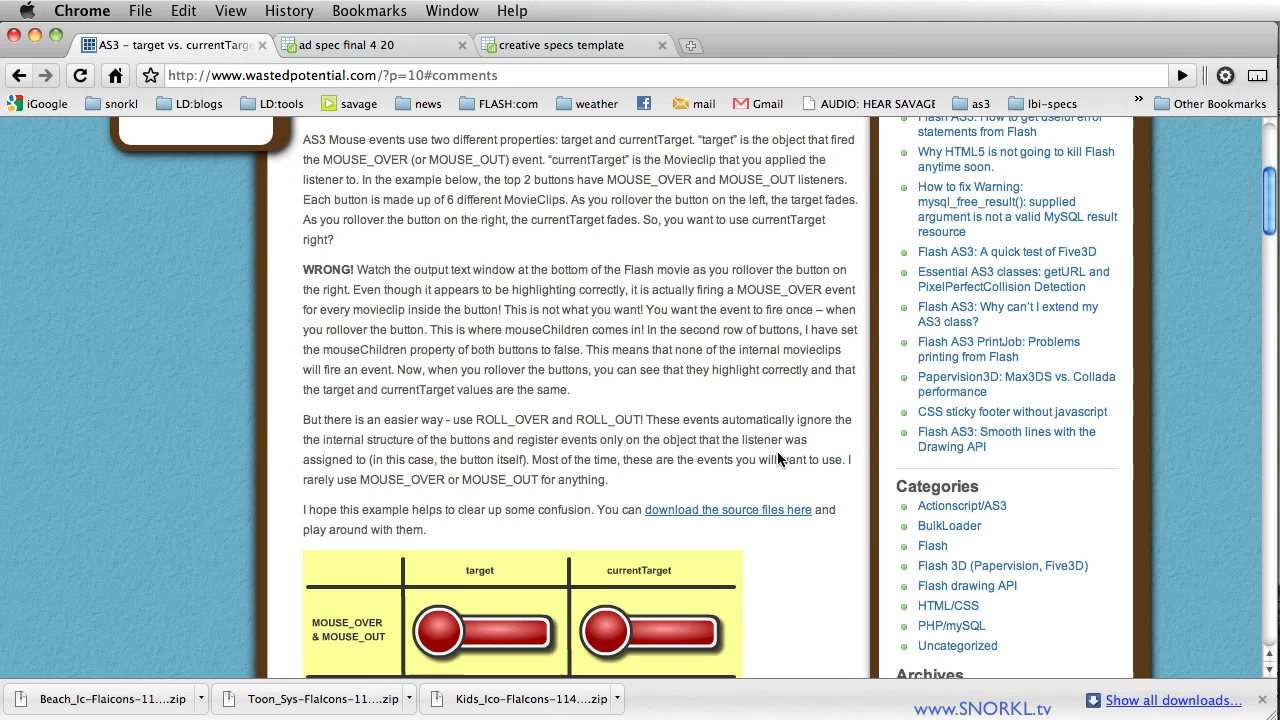 Chrome File Edit View History Bookmarks Window Help
AS3 – target vs. currentTarg
ad spec final 4 20
creative specs template
http://www.wastedpotential.com/?p=10#comments
iGoogle snorkl LD:blogs LD:tools savage news FLASH:com weather mail Gmail AUDIO: HEAR SAVAGE as3 lbi-specs » Other Bookmarks
AS3 Mouse events use two different properties: target and currentTarget. "target" is the object that fired
the MOUSE_OVER (or MOUSE_OUT) event. "currentTarget" is the Movieclip that you applied the
listener to. In the example below, the top 2 buttons have MOUSE_OVER and MOUSE_OUT listeners.
Each button is made up of 6 different MovieClips. As you rollover the button on the left, the target fades.
As you rollover the button on the right, the currentTarget fades. So, you want to use currentTarget
right?
WRONG! Watch the output text window at the bottom of the Flash movie as you rollover the button on
the right. Even though it appears to be highlighting correctly, it is actually firing a MOUSE_OVER event
for every movieclip inside the button! This is not what you want! You want the event to fire once – when
you rollover the button. This is where mouseChildren comes in! In the second row of buttons, I have set
the mouseChildren property of both buttons to false. This means that none of the internal movieclips
will fire an event. Now, when you rollover the buttons, you can see that they highlight correctly and that
the target and currentTarget values are the same.
But there is an easier way - use ROLL_OVER and ROLL_OUT! These events automatically ignore the
the internal structure of the buttons and register events only on the object that the listener was
assigned to (in this case, the button itself). Most of the time, these are the events you will want to use. I
rarely use MOUSE_OVER or MOUSE_OUT for anything.
I hope this example helps to clear up some confusion. You can download the source files here and
play around with them.
target
currentTarget
MOUSE_OVER
& MOUSE_OUT
Flash AS3: How to get useful error
statements from Flash
Why HTML5 is not going to kill Flash
anytime soon.
How to fix Warning:
mysql_free_result(): supplied
argument is not a valid MySQL result
resource
Flash AS3: A quick test of Five3D
Essential AS3 classes: getURL and
PixelPerfectCollision Detection
Flash AS3: Why can't I extend my
AS3 class?
Flash AS3 PrintJob: Problems
printing from Flash
Papervision3D: Max3DS vs. Collada
performance
CSS sticky footer without javascript
Flash AS3: Smooth lines with the
Drawing API
Categories
Actionscript/AS3
BulkLoader
Flash
Flash 3D (Papervision, Five3D)
Flash drawing API
HTML/CSS
PHP/mySQL
Uncategorized
Archives
Beach_Ic-FlaIcons-11....zip
Toon_Sys-FlaIcons-11....zip
Kids_Ico-FlaIcons-114....zip
Show all downloads...
www.SNORKL.tv